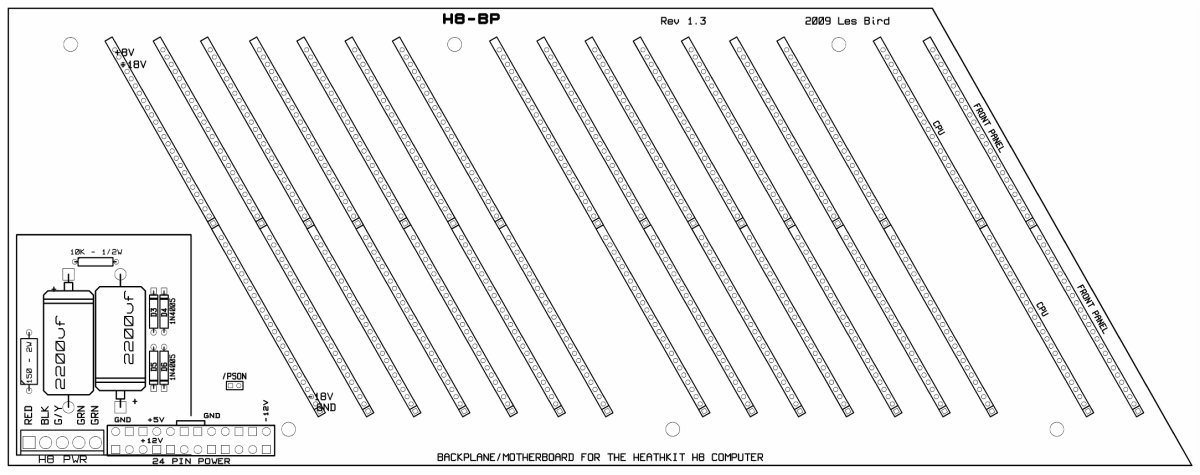 H8-BP
Rev 1.3
2009 Les Bird
+8V
+18V
CPU
FRONT PANEL
CPU
FRONT PANEL
10K - 1/2W
+
2200uf
2200uf
+
D3
D4
1N4005
D5
D6
1N4005
150 - 2W
/PSON
-18V
GND
RED
BLK
G/Y
GRN
GRN
GND
+5V
GND
-12V
+12V
H8 PWR
24 PIN POWER
BACKPLANE/MOTHERBOARD FOR THE HEATHKIT H8 COMPUTER